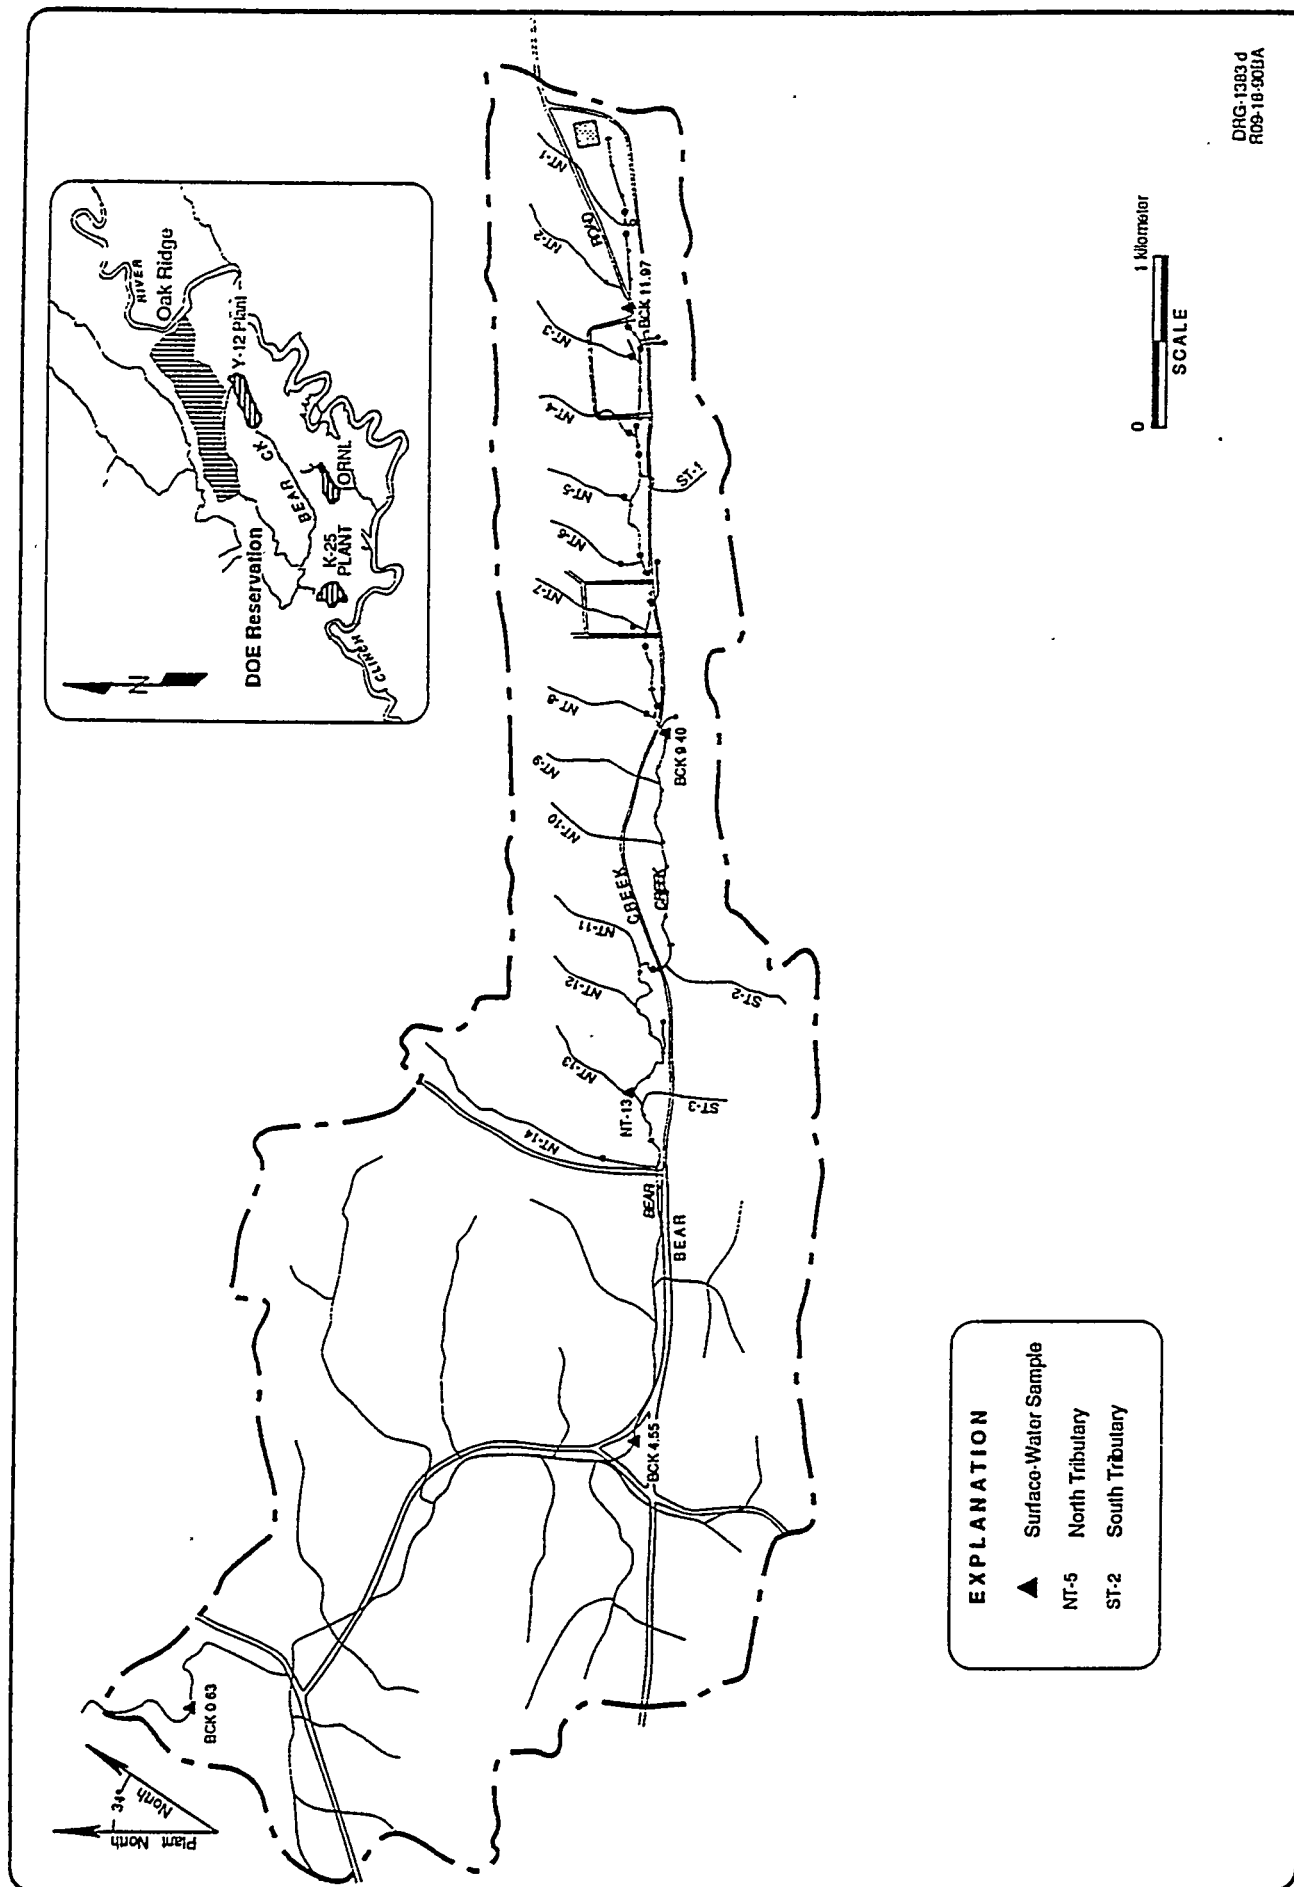 DRG-1383 d
R09-18-90BA
RIVER
Oak Ridge
Y-12 Plant
BEAR CK
ORNL
K-25
PLANT
DOE Reservation
CLINCH
N
NT-1
NT-2
ROAD
BCK 11.97
NT-3
NT-4
NT-5
ST-1
NT-6
NT-7
NT-8
BCK 9 40
NT-9
NT-10
CREEK
CREEK
NT-11
NT-12
ST-2
NT-13
NT-13
ST-3
NT-14
BEAR
BEAR
BCK 4.55
BCK 0 63
Plant North
34°
North
0 1 kilometer
SCALE
EXPLANATION
Surface-Water Sample
NT-5 North Tributary
ST-2 South Tributary